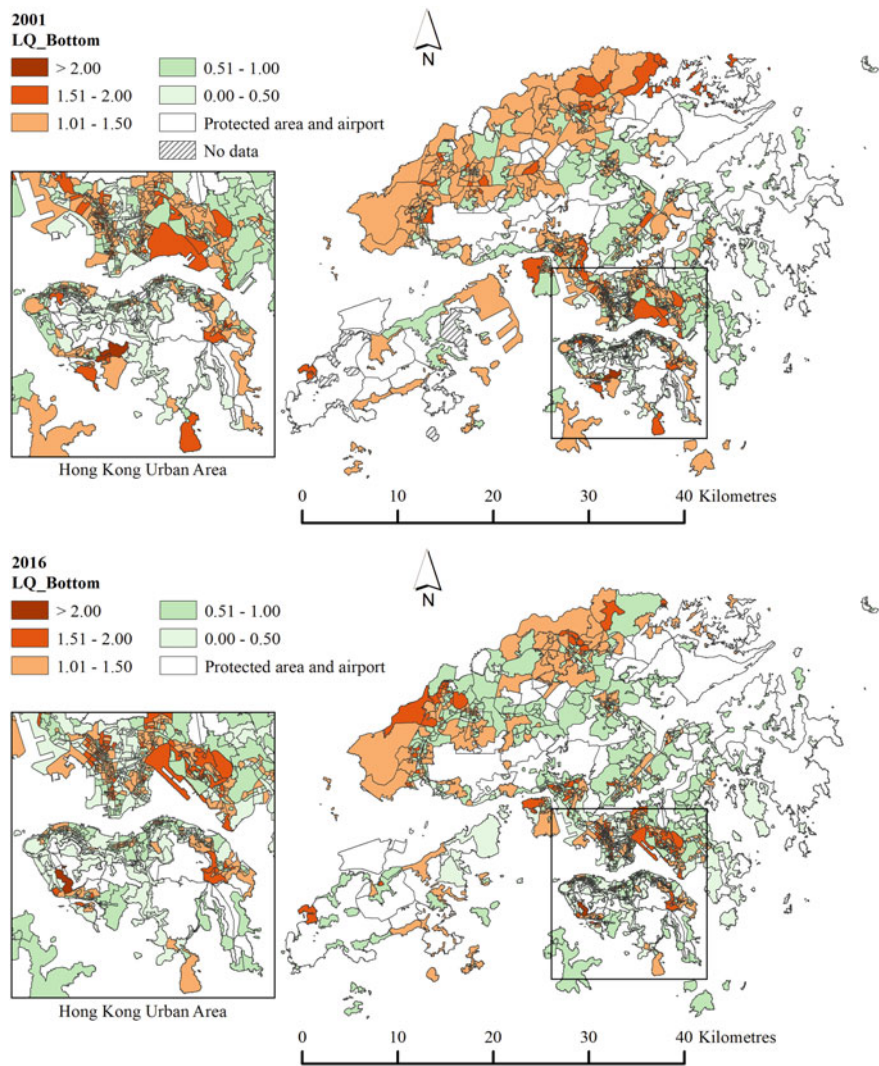 2001
LQ_Bottom
> 2.00 0.51 - 1.00
1.51 - 2.00 0.00 - 0.50
1.01 - 1.50 Protected area and airport
No data
N
Hong Kong Urban Area
0 10 20 30 40 Kilometres
2016
LQ_Bottom
> 2.00 0.51 - 1.00
1.51 - 2.00 0.00 - 0.50
1.01 - 1.50 Protected area and airport
N
Hong Kong Urban Area
0 10 20 30 40 Kilometres